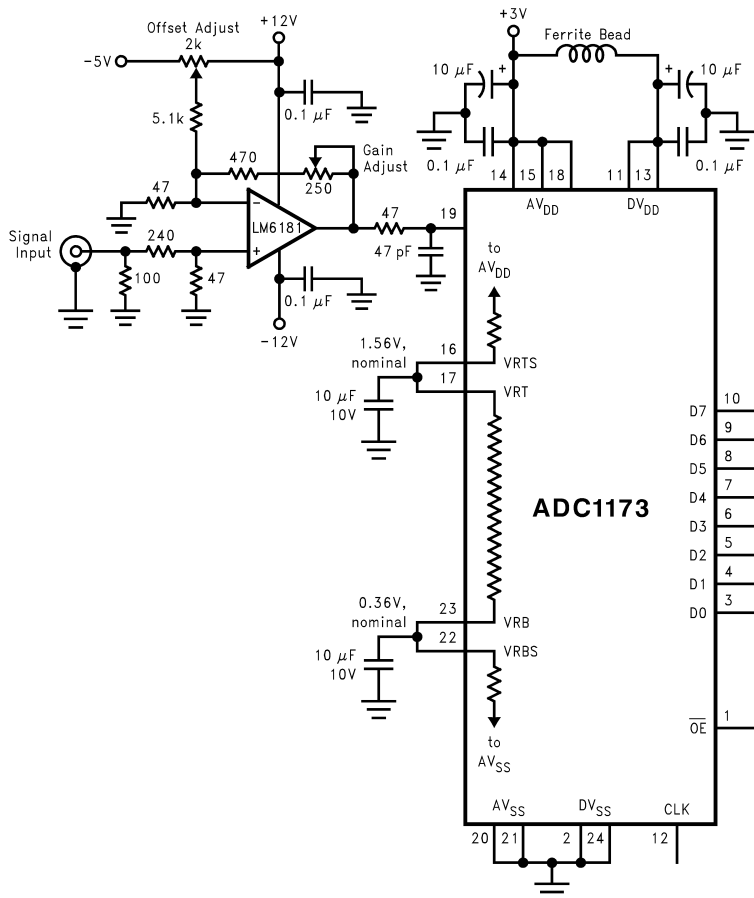 Offset Adjust
2k
+12V
-5V
0.1 μF
5.1k
470
250
Gain
Adjust
47
-
LM6181
+
Signal
Input
240
100
47
0.1 μF
-12V
47
47 pF
19
+3V
Ferrite Bead
10 μF
+
+
10 μF
0.1 μF
0.1 μF
14
15
18
11
13
AVDD
DVDD
to
AVDD
1.56V,
nominal
16
VRTS
17
VRT
10 μF
10V
ADC1173
D7
10
D6
9
D5
8
D4
7
D3
6
D2
5
D1
4
D0
3
0.36V,
nominal
23
VRB
22
VRBS
10 μF
10V
to
AVSS
OE
1
AVSS
DVSS
CLK
20
21
2
24
12